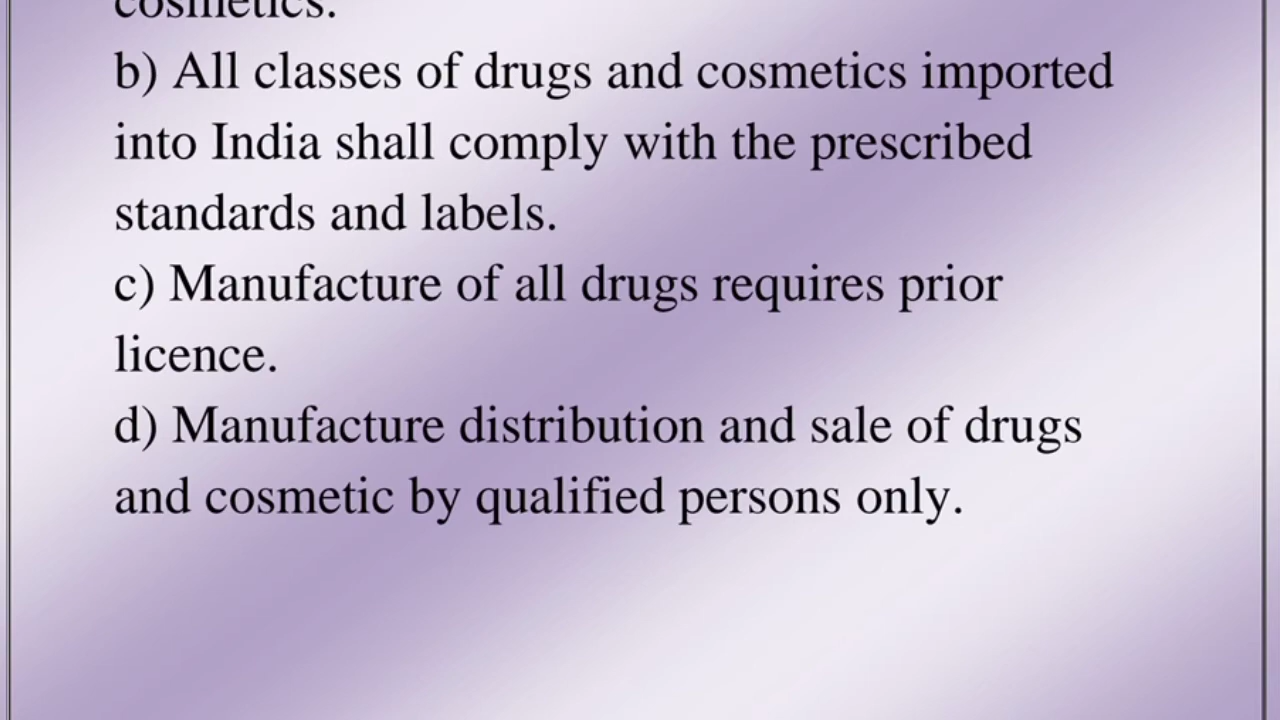 cosmetics.
b) All classes of drugs and cosmetics imported
into India shall comply with the prescribed
standards and labels.
c) Manufacture of all drugs requires prior
licence.
d) Manufacture distribution and sale of drugs
and cosmetic by qualified persons only.